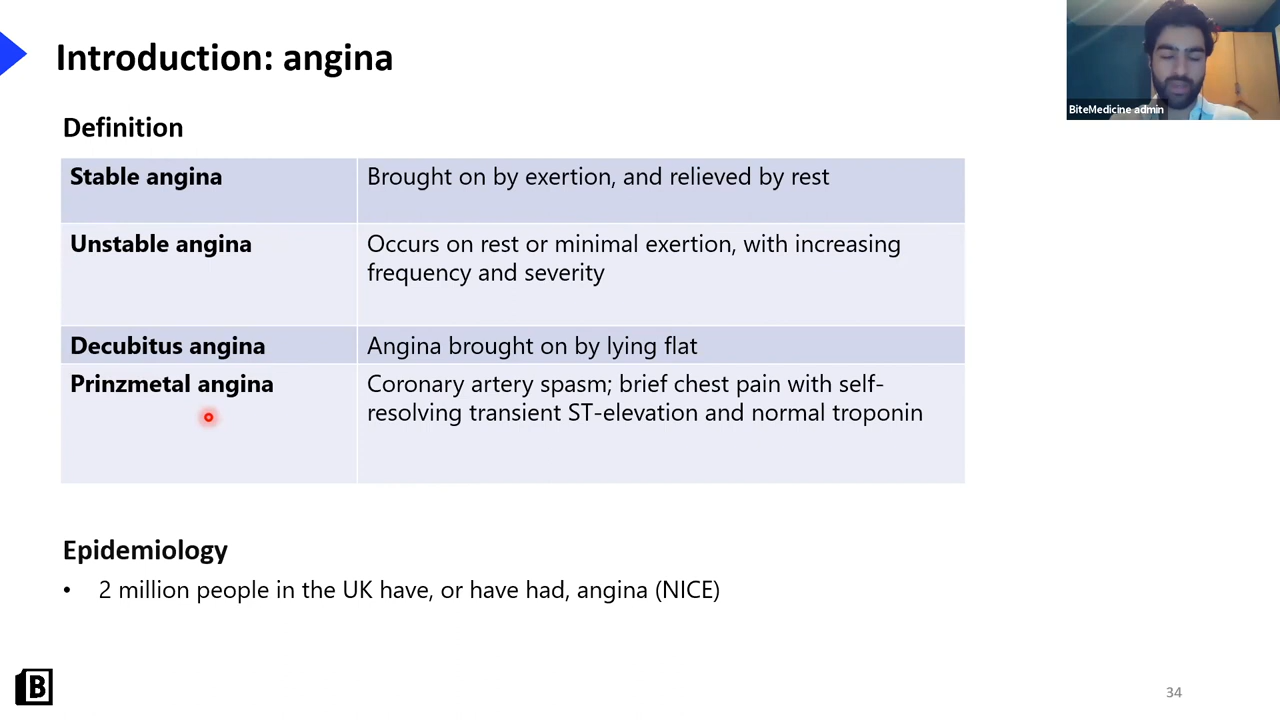 Introduction: angina
BiteMedicine admin
Definition
Stable angina
Brought on by exertion, and relieved by rest
Unstable angina
Occurs on rest or minimal exertion, with increasing
frequency and severity
Decubitus angina
Angina brought on by lying flat
Prinzmetal angina
Coronary artery spasm; brief chest pain with self-
resolving transient ST-elevation and normal troponin
Epidemiology
• 2 million people in the UK have, or have had, angina (NICE)
B
34